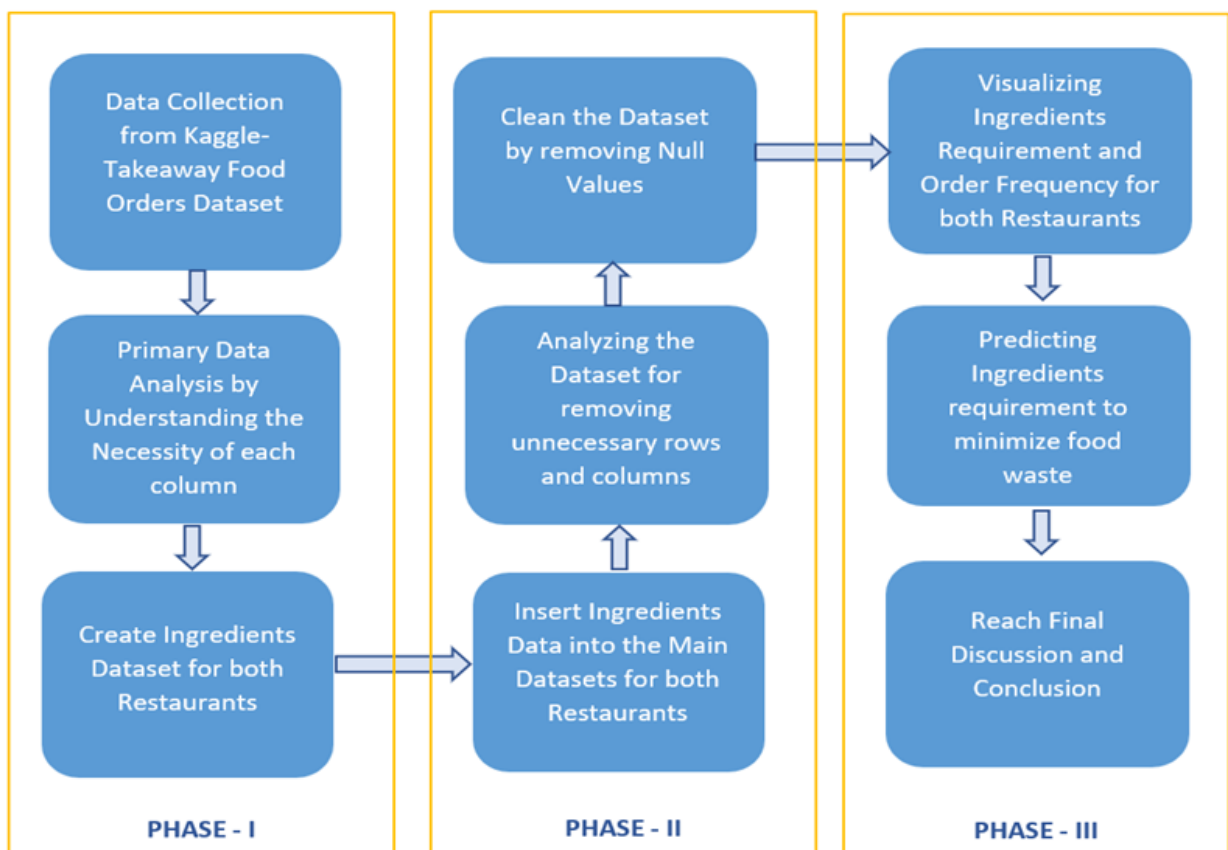 Data Collection
from Kaggle-
Takeaway Food
Orders Dataset
Primary Data
Analysis by
Understanding the
Necessity of each
column
Create Ingredients
Dataset for both
Restaurants
PHASE - I
Clean the Dataset
by removing Null
Values
Analyzing the
Dataset for
removing
unnecessary rows
and columns
Insert Ingredients
Data into the Main
Datasets for both
Restaurants
PHASE - II
Visualizing
Ingredients
Requirement and
Order Frequency for
both Restaurants
Predicting
Ingredients
requirement to
minimize food
waste
Reach Final
Discussion and
Conclusion
PHASE - III